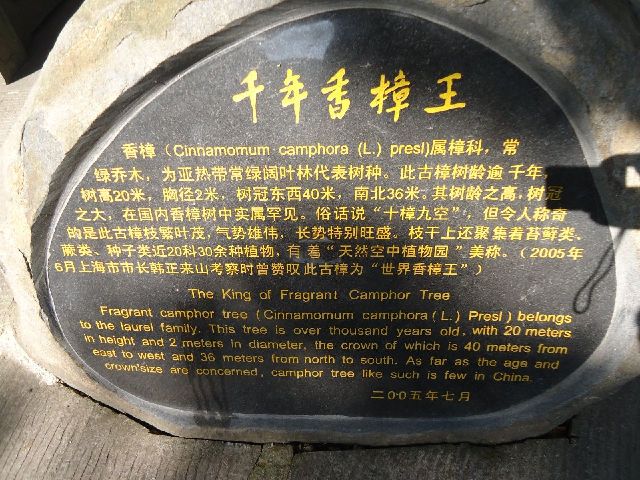 千年香樟王
香樟（Cinnamomum camphora (L.) presl)属樟科，常
绿乔木，为亚热带常绿阔叶林代表树种。此古樟树龄逾千年，
树高20米，胸径2米，树冠东西40米，南北36米。其树龄之高，树冠
之大，在国内香樟树中实属罕见。俗话说“十樟九空”，但令人称奇
的是此古樟枝繁叶茂，气势雄伟，长势特别旺盛。枝干上还聚集着苔藓类、
蕨类、种子类近20科30余种植物，有着“天然空中植物园”美称。（2005年
6月上海市市长韩正来山考察时曾赞叹此古樟为“世界香樟王”）
The King of Fragrant Camphor Tree
Fragrant camphor tree (Cinnamomum camphora (L.) Presl) belongs
to the laurel family. This tree is over thousand years old, with 20 meters
in height and 2 meters in diameter, the crown of which is 40 meters from
east to west and 36 meters from north to south. As far as the age and
crown'size are concerned, camphor tree like such is few in China.
二00五年七月